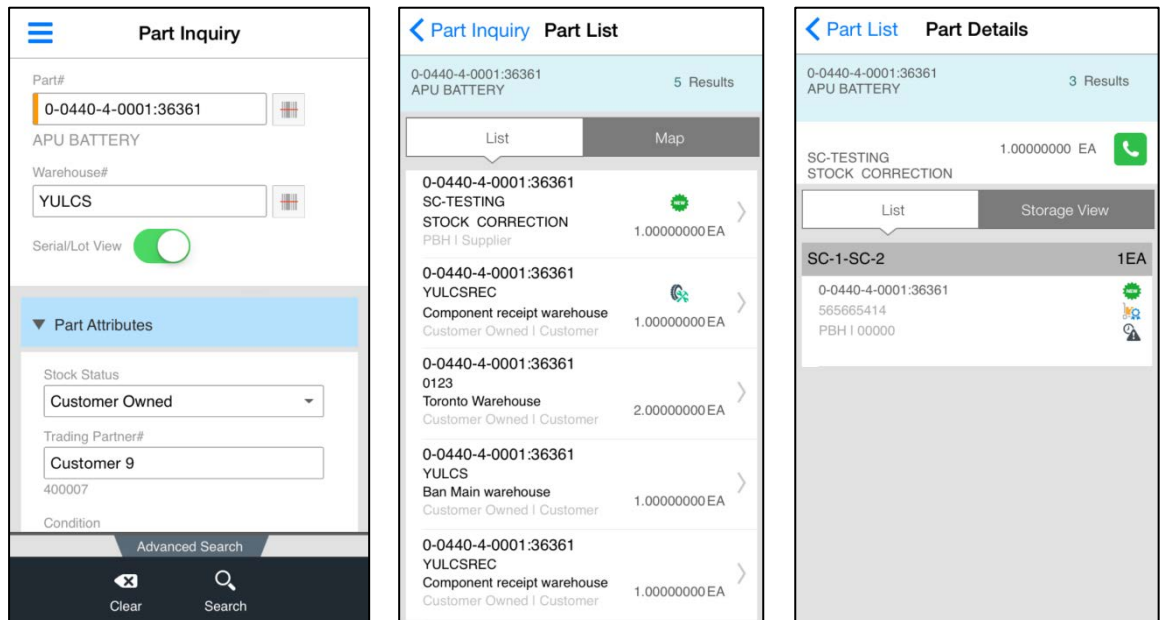 Part Inquiry
Part#
0-0440-4-0001:36361
APU BATTERY
Warehouse#
YULCS
Serial/Lot View
Part Attributes
Stock Status
Customer Owned
Trading Partner#
Customer 9
400007
Condition
Advanced Search
Clear Search
Part Inquiry Part List
0-0440-4-0001:36361
APU BATTERY
5 Results
List Map
0-0440-4-0001:36361
SC-TESTING
NEW
STOCK CORRECTION
1.00000000 EA
PBH I Supplier
0-0440-4-0001:36361
YULCSREC
Component receipt warehouse
1.00000000 EA
Customer Owned I Customer
0-0440-4-0001:36361
0123
Toronto Warehouse
2.00000000 EA
Customer Owned I Customer
0-0440-4-0001:36361
YULCS
Ban Main warehouse
1.00000000 EA
Customer Owned I Customer
0-0440-4-0001:36361
YULCSREC
Component receipt warehouse
1.00000000 EA
Customer Owned I Customer
Part List Part Details
0-0440-4-0001:36361
APU BATTERY
3 Results
1.00000000 EA
SC-TESTING
STOCK CORRECTION
List Storage View
SC-1-SC-2 1EA
0-0440-4-0001:36361
NEW
565665414
PBH I 00000